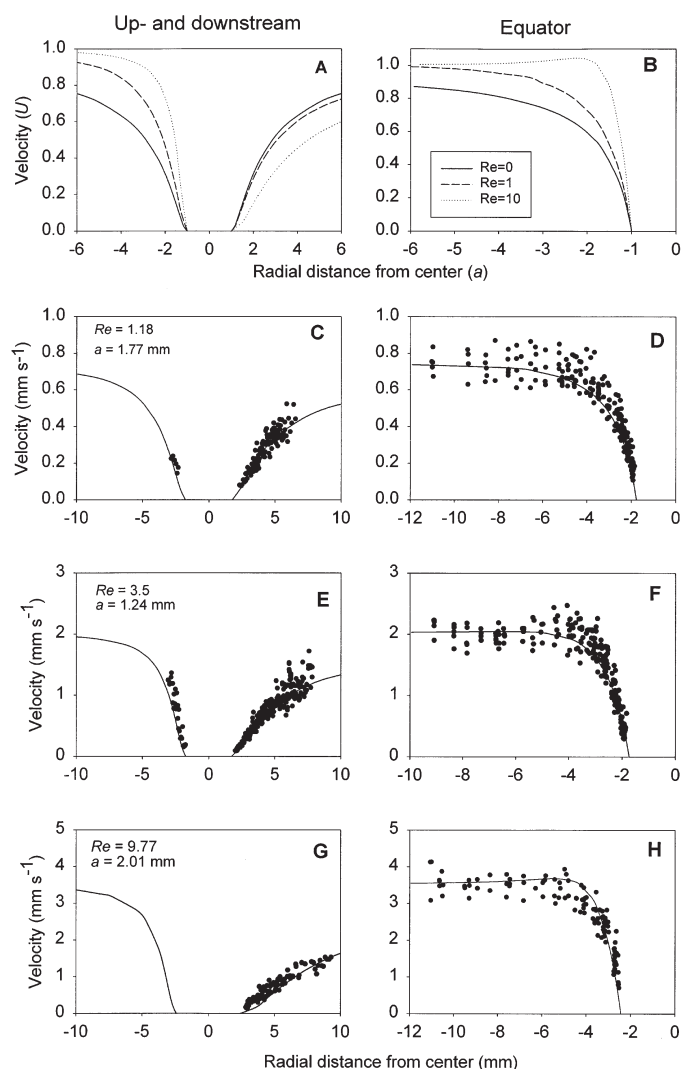 Up- and downstream
Equator
Velocity (U)
1.0
0.8
0.6
0.4
0.2
0.0
A
-6 -4 -2 0 2 4 6
1.0
0.8
0.6
0.4
0.2
0.0
B
Re=0
Re=1
Re=10
-6 -5 -4 -3 -2 -1 0
Radial distance from center (a)
Velocity (mm s-1)
1.0
0.8
0.6
0.4
0.2
0.0
Re = 1.18
a = 1.77 mm
C
-10 -5 0 5 10
1.0
0.8
0.6
0.4
0.2
0.0
D
-12 -10 -8 -6 -4 -2 0
Velocity (mm s-1)
3
2
1
0
Re = 3.5
a = 1.24 mm
E
-10 -5 0 5 10
3
2
1
0
F
-10 -8 -6 -4 -2 0
Velocity (mm s-1)
5
4
3
2
1
0
Re = 9.77
a = 2.01 mm
G
-10 -5 0 5 10
5
4
3
2
1
0
H
-12 -10 -8 -6 -4 -2 0
Radial distance from center (mm)